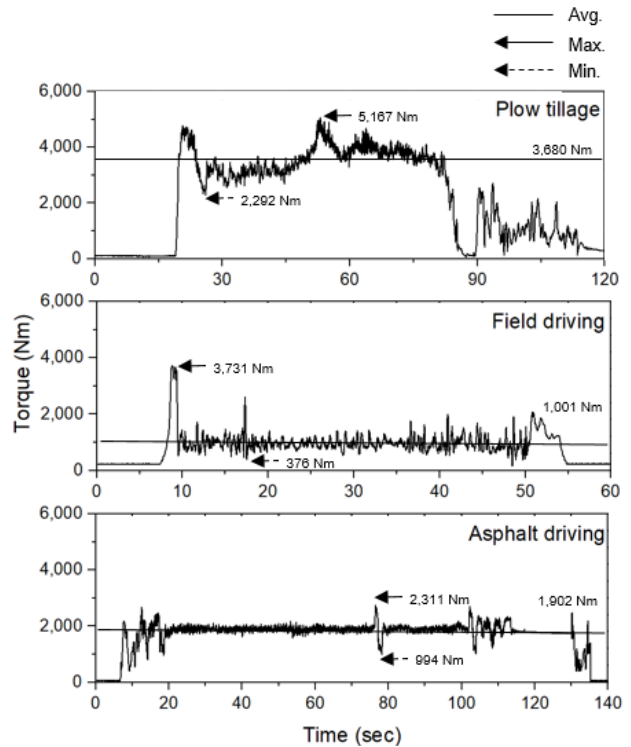 Avg.
Max.
Min.
Plow tillage
6,000
4,000
2,000
0
5,167 Nm
3,680 Nm
2,292 Nm
0 30 60 90 120
Field driving
6,000
4,000
2,000
0
3,731 Nm
1,001 Nm
376 Nm
0 10 20 30 40 50 60
Torque (Nm)
Asphalt driving
6,000
4,000
2,000
0
2,311 Nm
1,902 Nm
994 Nm
0 20 40 60 80 100 120 140
Time (sec)